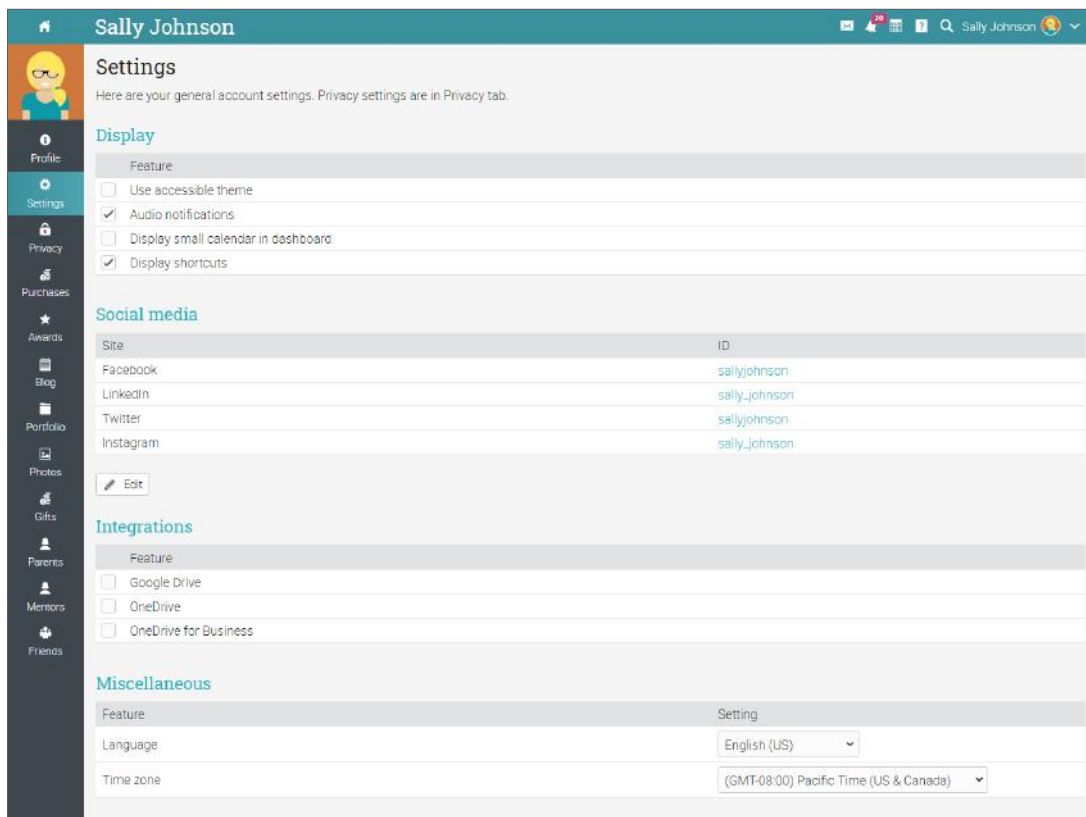 Sally Johnson
20
?
Sally Johnson
Settings
Here are your general account settings. Privacy settings are in Privacy tab.
Profile
Settings
Privacy
Purchases
Awards
Blog
Portfolio
Photos
Gifts
Parents
Mentors
Friends
Display
Feature
Use accessible theme
Audio notifications
Display small calendar in dashboard
Display shortcuts
Social media
Site ID
Facebook sallyjohnson
LinkedIn sally_johnson
Twitter sallyjohnson
Instagram sally_johnson
Edit
Integrations
Feature
Google Drive
OneDrive
OneDrive for Business
Miscellaneous
Feature Setting
Language English (US)
Time zone (GMT-08:00) Pacific Time (US & Canada)